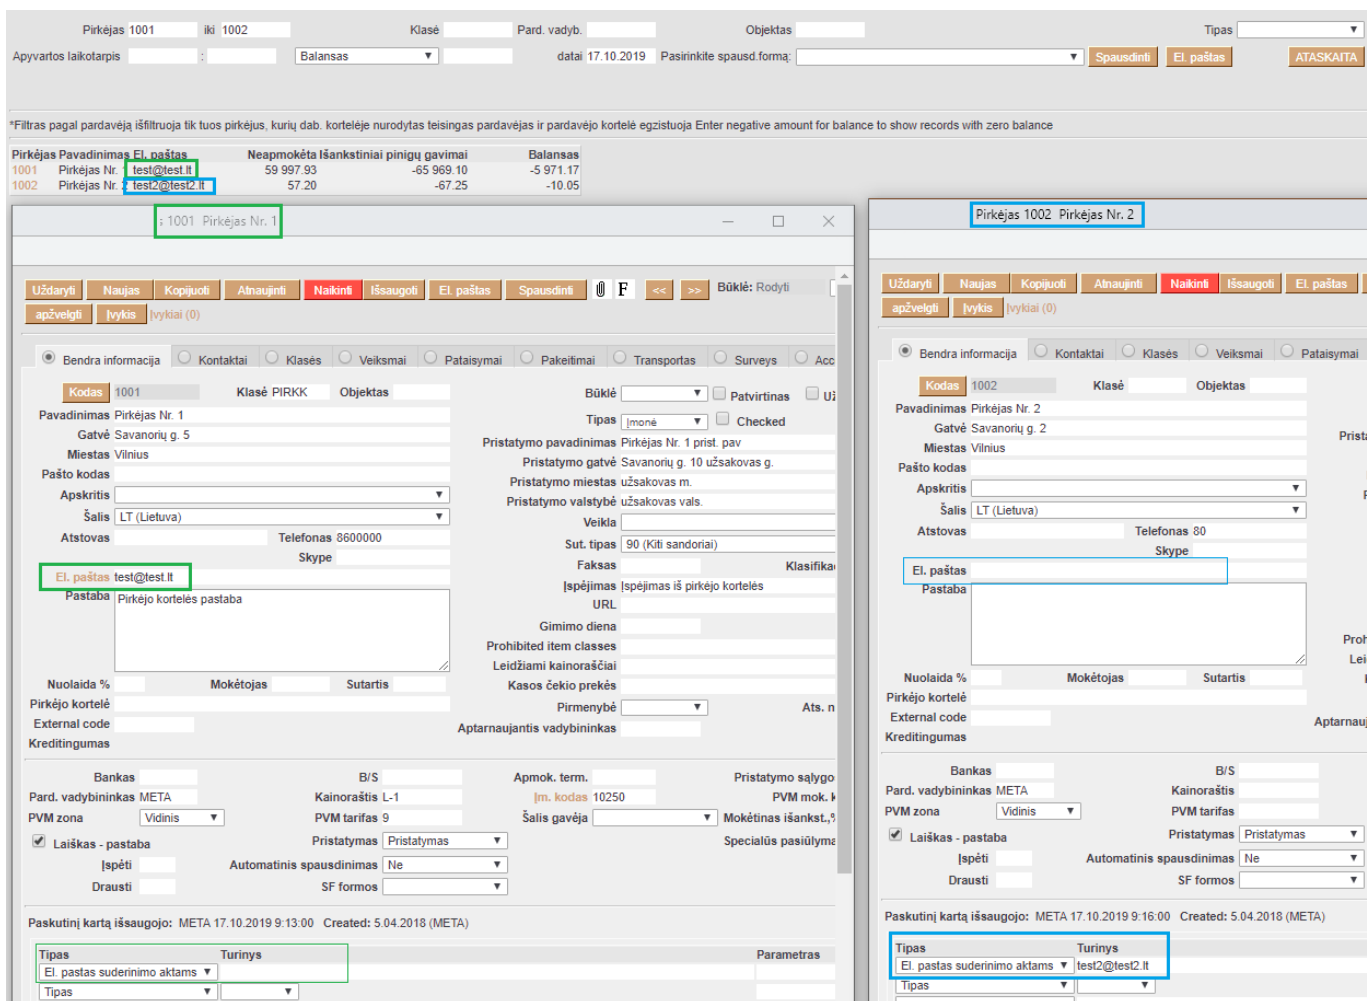 Pirkėjas 1001 iki 1002 Klasė Pard. vadyb. Objektas Tipas
Apyvartos laikotarpis : Balansas datai 17.10.2019 Pasirinkite spausd.formą: Spausdinti El. paštas ATASKAITA
*Filtras pagal pardavėją išfiltruoja tik tuos pirkėjus, kurių dab. kortelėje nurodytas teisingas pardavėjas ir pardavėjo kortelė egzistuoja Enter negative amount for balance to show records with zero balance
Pirkėjas Pavadinimas El. paštas Neapmokėta Išankstiniai pinigų gavimai Balansas
1001 Pirkėjas Nr. 1 test@test.lt 59 997.93 -65 969.10 -5 971.17
1002 Pirkėjas Nr. 2 test2@test2.lt 57.20 -67.25 -10.05
s 1001 Pirkėjas Nr. 1
Uždaryti Naujas Kopijuoti Atnaujinti Naikinti Išsaugoti El. paštas Spausdinti F << >> Būklė: Rodyti
apžvelgti Įvykis Įvykiai (0)
Bendra informacija Kontaktai Klasės Veiksmai Pataisymai Pakeitimai Transportas Surveys Acc
Kodas 1001 Klasė PIRKK Objektas Būklė Patvirtinas Už
Pavadinimas Pirkėjas Nr. 1 Tipas Įmonė Checked
Gatvė Savanorių g. 5 Pristatymo pavadinimas Pirkėjas Nr. 1 prist. pav
Miestas Vilnius Pristatymo gatvė Savanorių g. 10 užsakovas g.
Pašto kodas Pristatymo miestas užsakovas m.
Apskritis Pristatymo valstybė užsakovas vals.
Šalis LT (Lietuva) Veikla
Atstovas Telefonas 8600000 Sut. tipas 90 (Kiti sandoriai)
Skype Faksas Klasifika
El. paštas test@test.lt Įspėjimas Įspėjimas iš pirkėjo kortelės
Pastaba Pirkėjo kortelės pastaba URL
Gimimo diena
Prohibited item classes
Leidžiami kainoraščiai
Nuolaida % Mokėtojas Sutartis Kasos čekio prekės
Pirkėjo kortelė Pirmenybė Ats. n
External code Aptarnaujantis vadybininkas
Kreditingumas
Bankas B/S Apmok. term. Pristatymo sąlygo
Pard. vadybininkas META Kainoraštis L-1 Įm. kodas 10250 PVM mok. k
PVM zona Vidinis PVM tarifas 9 Šalis gavėja Mokėtinas išankst.,%
Laiškas - pastaba Pristatymas Pristatymas Specialūs pasiūlyma
Įspėti Automatinis spausdinimas Ne
Drausti SF formos
Paskutinį kartą išsaugojo: META 17.10.2019 9:13:00 Created: 5.04.2018 (META)
Tipas Turinys Parametras
El. pastas suderinimo aktams
Tipas
Pirkėjas 1002 Pirkėjas Nr. 2
Uždaryti Naujas Kopijuoti Atnaujinti Naikinti Išsaugoti El. paštas
apžvelgti Įvykis Įvykiai (0)
Bendra informacija Kontaktai Klasės Veiksmai Pataisymai
Kodas 1002 Klasė Objektas
Pavadinimas Pirkėjas Nr. 2
Gatvė Savanorių g. 2 Prista
Miestas Vilnius
Pašto kodas
Apskritis P
Šalis LT (Lietuva)
Atstovas Telefonas 80
Skype
El. paštas
Pastaba
Proh
Lei
Nuolaida % Mokėtojas Sutartis
Pirkėjo kortelė
External code Aptarnauj
Kreditingumas
Bankas B/S
Pard. vadybininkas META Kainoraštis
PVM zona Vidinis PVM tarifas
Laiškas - pastaba Pristatymas Pristatymas
Įspėti Automatinis spausdinimas Ne
Drausti SF formos
Paskutinį kartą išsaugojo: META 17.10.2019 9:16:00 Created: 5.04.2018 (META)
Tipas Turinys
El. pastas suderinimo aktams test2@test2.lt
Tipas